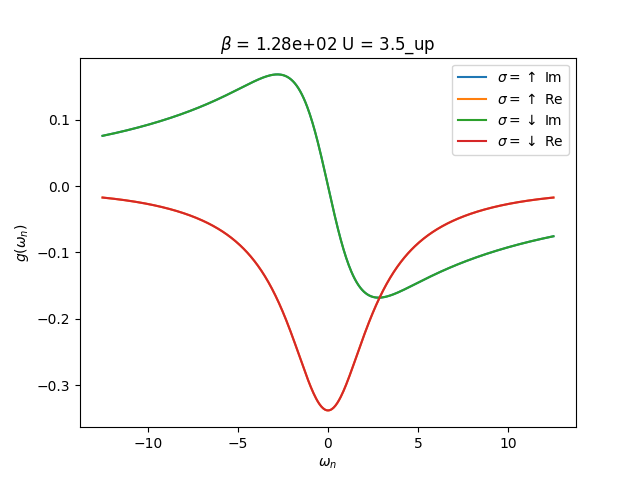 β = 1.28e+02 U = 3.5_up
σ = ↑ Im
σ = ↑ Re
σ = ↓ Im
σ = ↓ Re
0.1
0.0
−0.1
−0.2
−0.3
g(ωₙ)
−10
−5
0
5
10
ωₙ